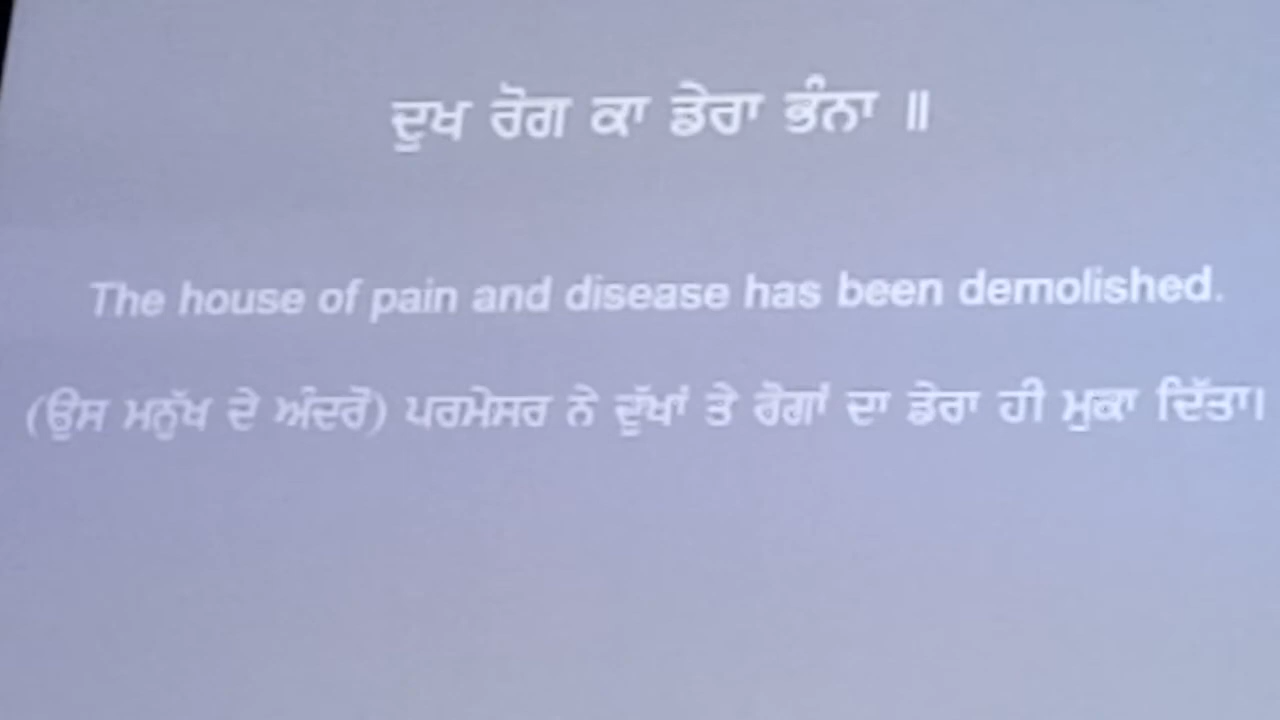 ਦੁਖ ਰੋਗ ਕਾ ਡੇਰਾ ਭੰਨਾ ॥
The house of pain and disease has been demolished.
(ਉਸ ਮਨੁੱਖ ਦੇ ਅੰਦਰੋਂ) ਪਰਮੇਸਰ ਨੇ ਦੁੱਖਾਂ ਤੇ ਰੋਗਾਂ ਦਾ ਡੇਰਾ ਹੀ ਮੁਕਾ ਦਿੱਤਾ।